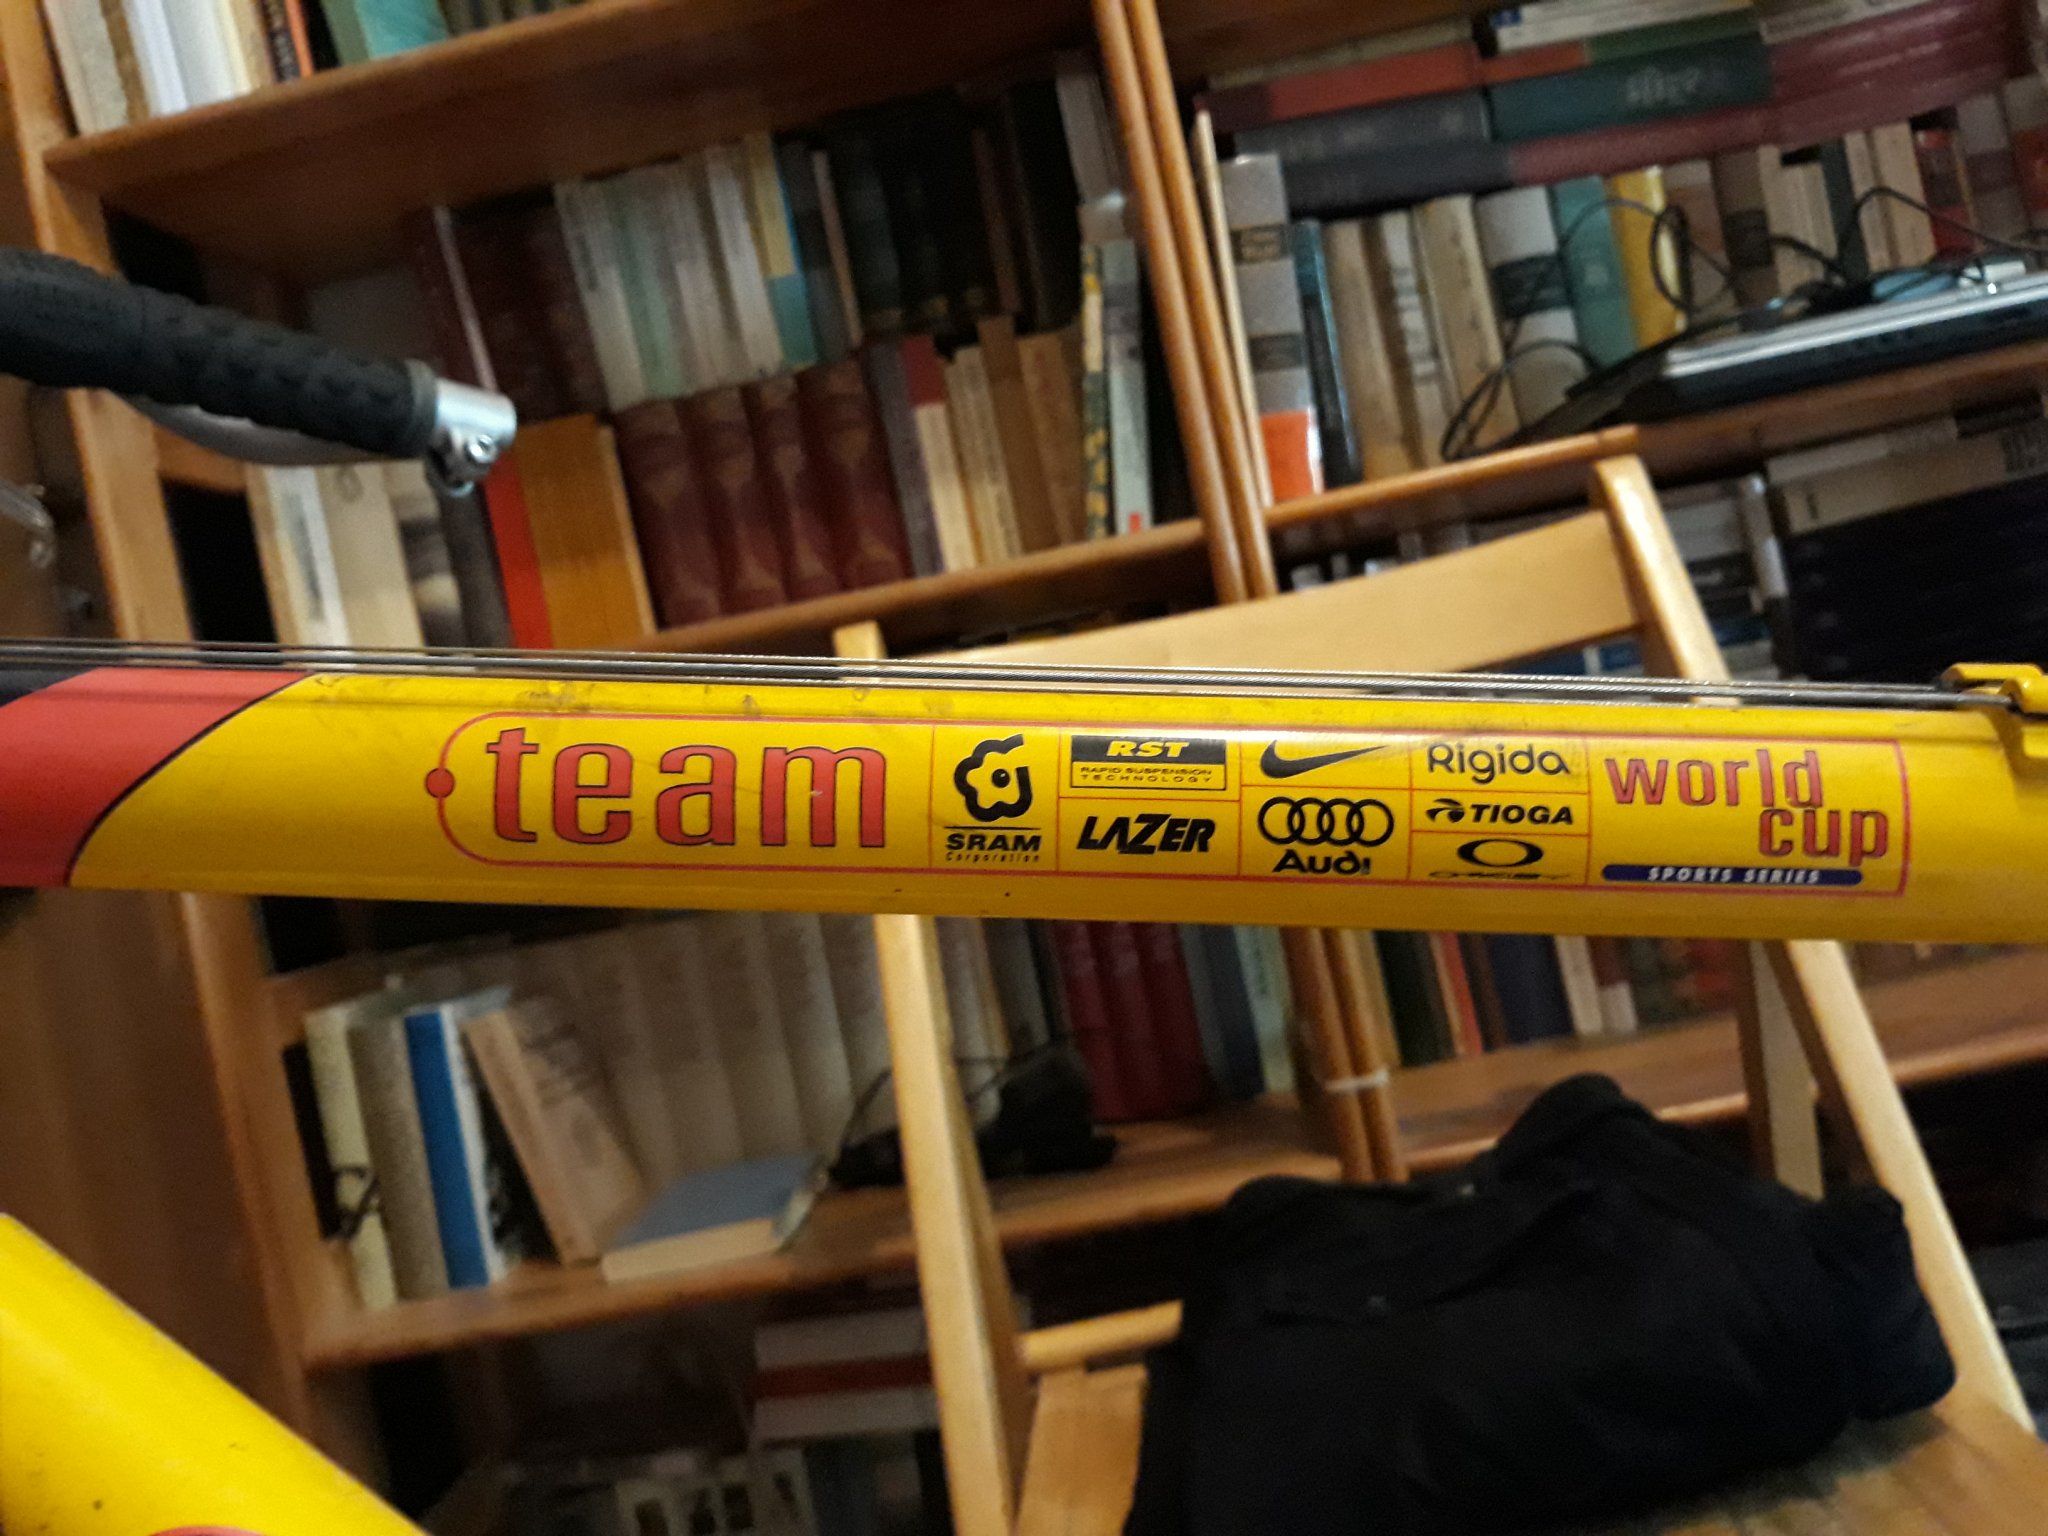 team
SRAM
Corporation
RST
RAPID SUSPENSION
TECHNOLOGY
LAZER
Audi
Rigida
TIOGA
world
cup
SPORTS SERIES